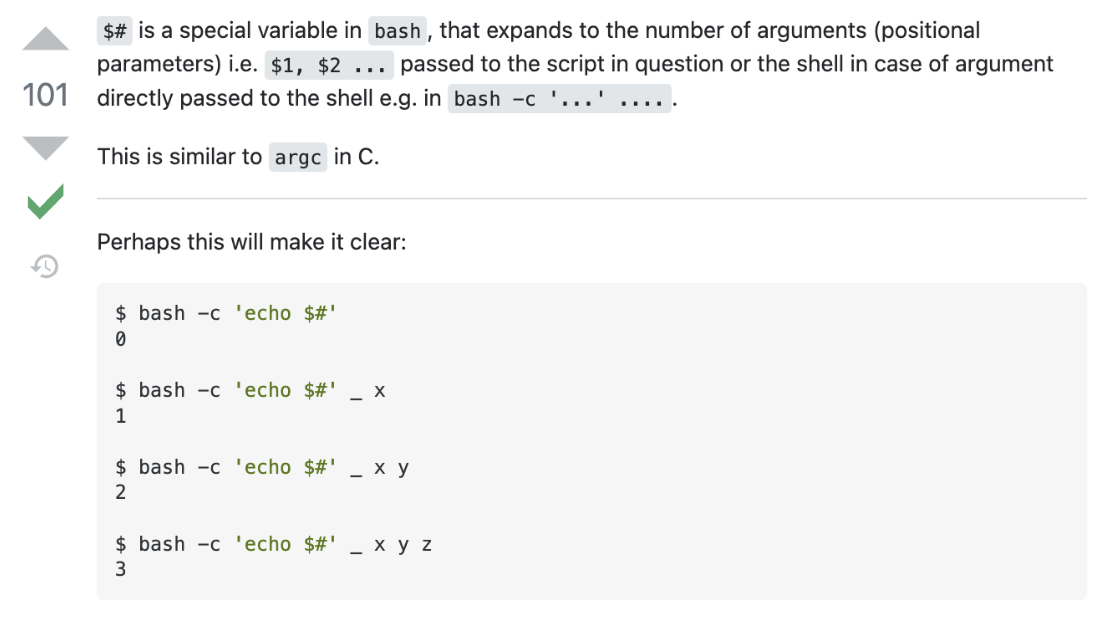 $# is a special variable in bash, that expands to the number of arguments (positional
parameters) i.e. $1, $2 ... passed to the script in question or the shell in case of argument
101
directly passed to the shell e.g. in bash -c '...' .... .
This is similar to argc in C.
Perhaps this will make it clear:
$ bash -c 'echo $#'
0
$ bash -c 'echo $#' _ x
1
$ bash -c 'echo $#' _ x y
2
$ bash -c 'echo $#' _ x y z
3